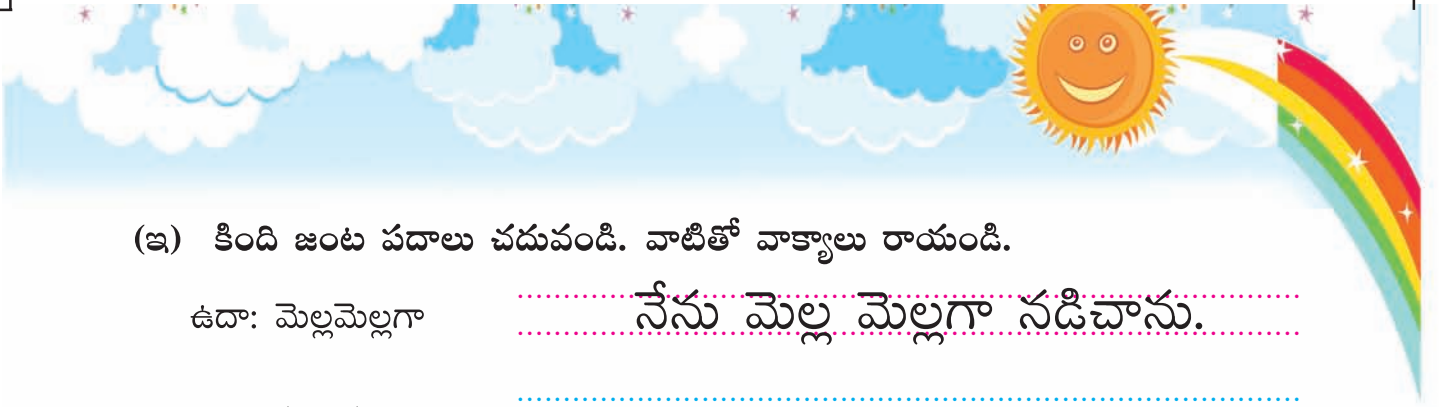 (ఇ) కింది జంట పదాలు చదువండి. వాటితో వాక్యాలు రాయండి.
ఉదా: మెల్లమెల్లగా నేను మెల్ల మెల్లగా నడిచాను.